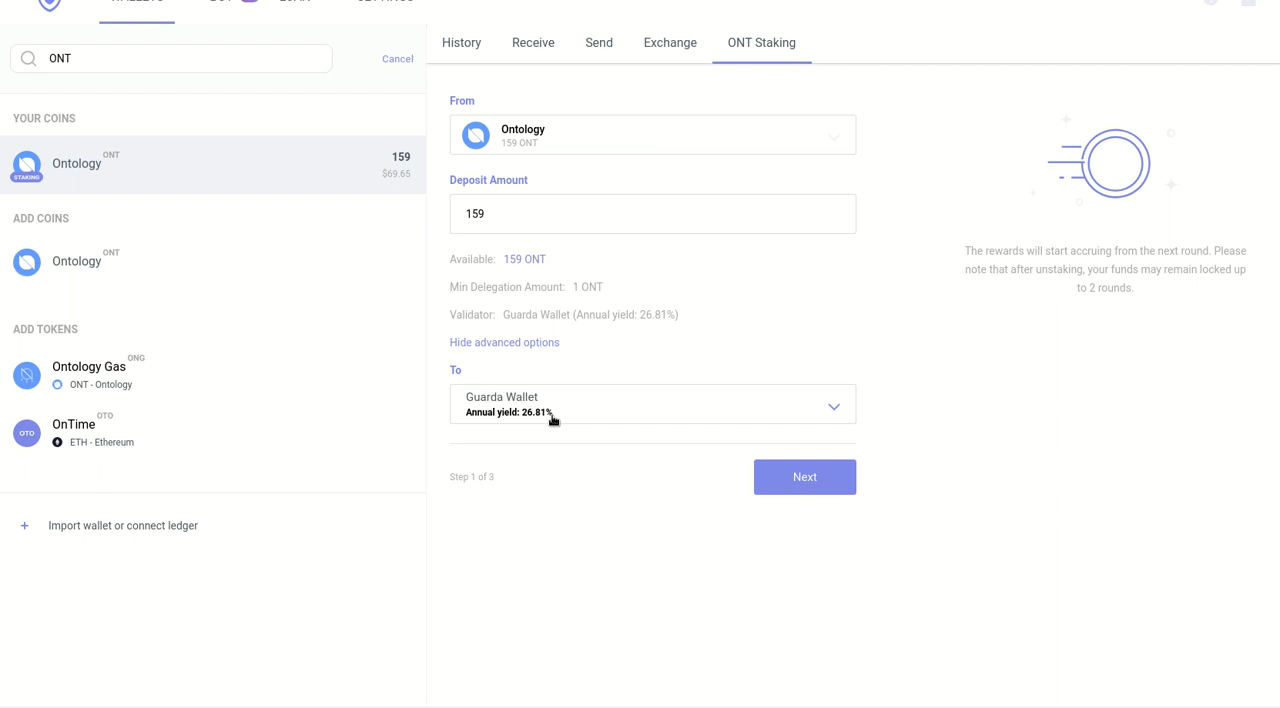 WALLETS
SETTINGS
ONT
Cancel
History
Receive
Send
Exchange
ONT Staking
YOUR COINS
Ontology ONT
STAKING
159
$69.65
ADD COINS
Ontology ONT
ADD TOKENS
Ontology Gas ONG
ONT - Ontology
OTO
OnTime OTO
ETH - Ethereum
+ Import wallet or connect ledger
From
Ontology
159 ONT
Deposit Amount
159
Available: 159 ONT
Min Delegation Amount: 1 ONT
Validator: Guarda Wallet (Annual yield: 26.81%)
Hide advanced options
To
Guarda Wallet
Annual yield: 26.81%
Step 1 of 3
Next
The rewards will start accruing from the next round. Please
note that after unstaking, your funds may remain locked up
to 2 rounds.